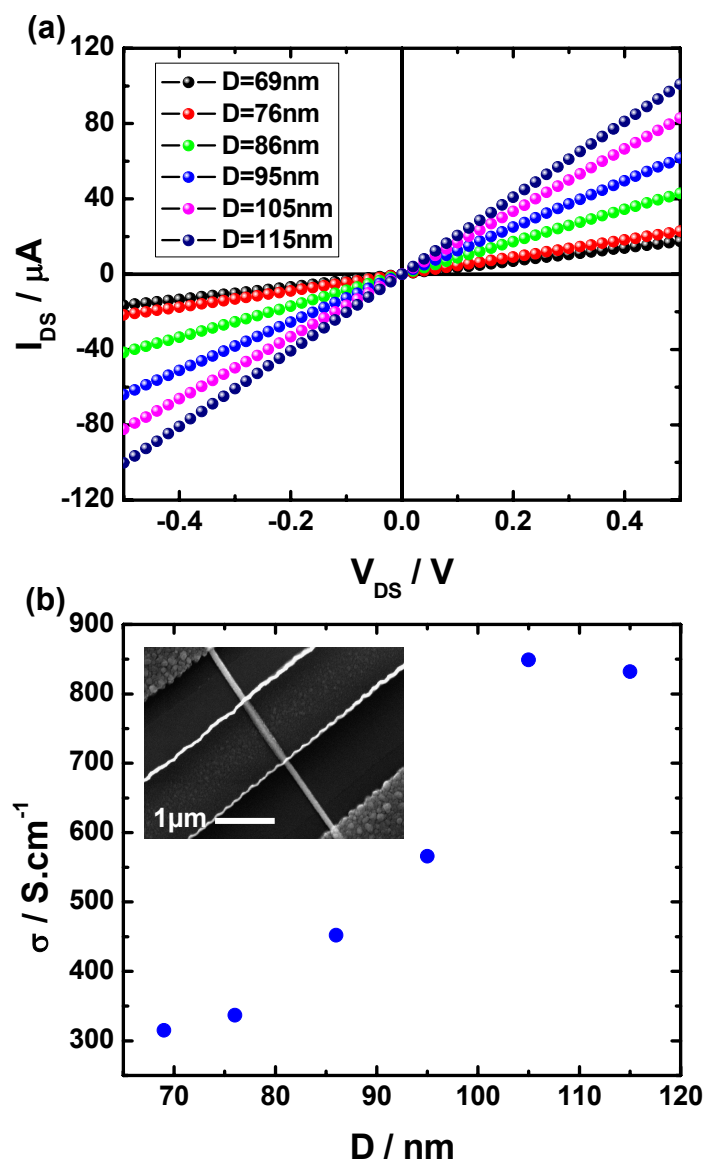 (a)
120
80
40
0
-40
-80
-120
I_DS / μA
D=69nm
D=76nm
D=86nm
D=95nm
D=105nm
D=115nm
-0.4 -0.2 0.0 0.2 0.4
V_DS / V
(b)
900
800
700
600
500
400
300
σ / S.cm⁻¹
1μm
70 80 90 100 110 120
D / nm